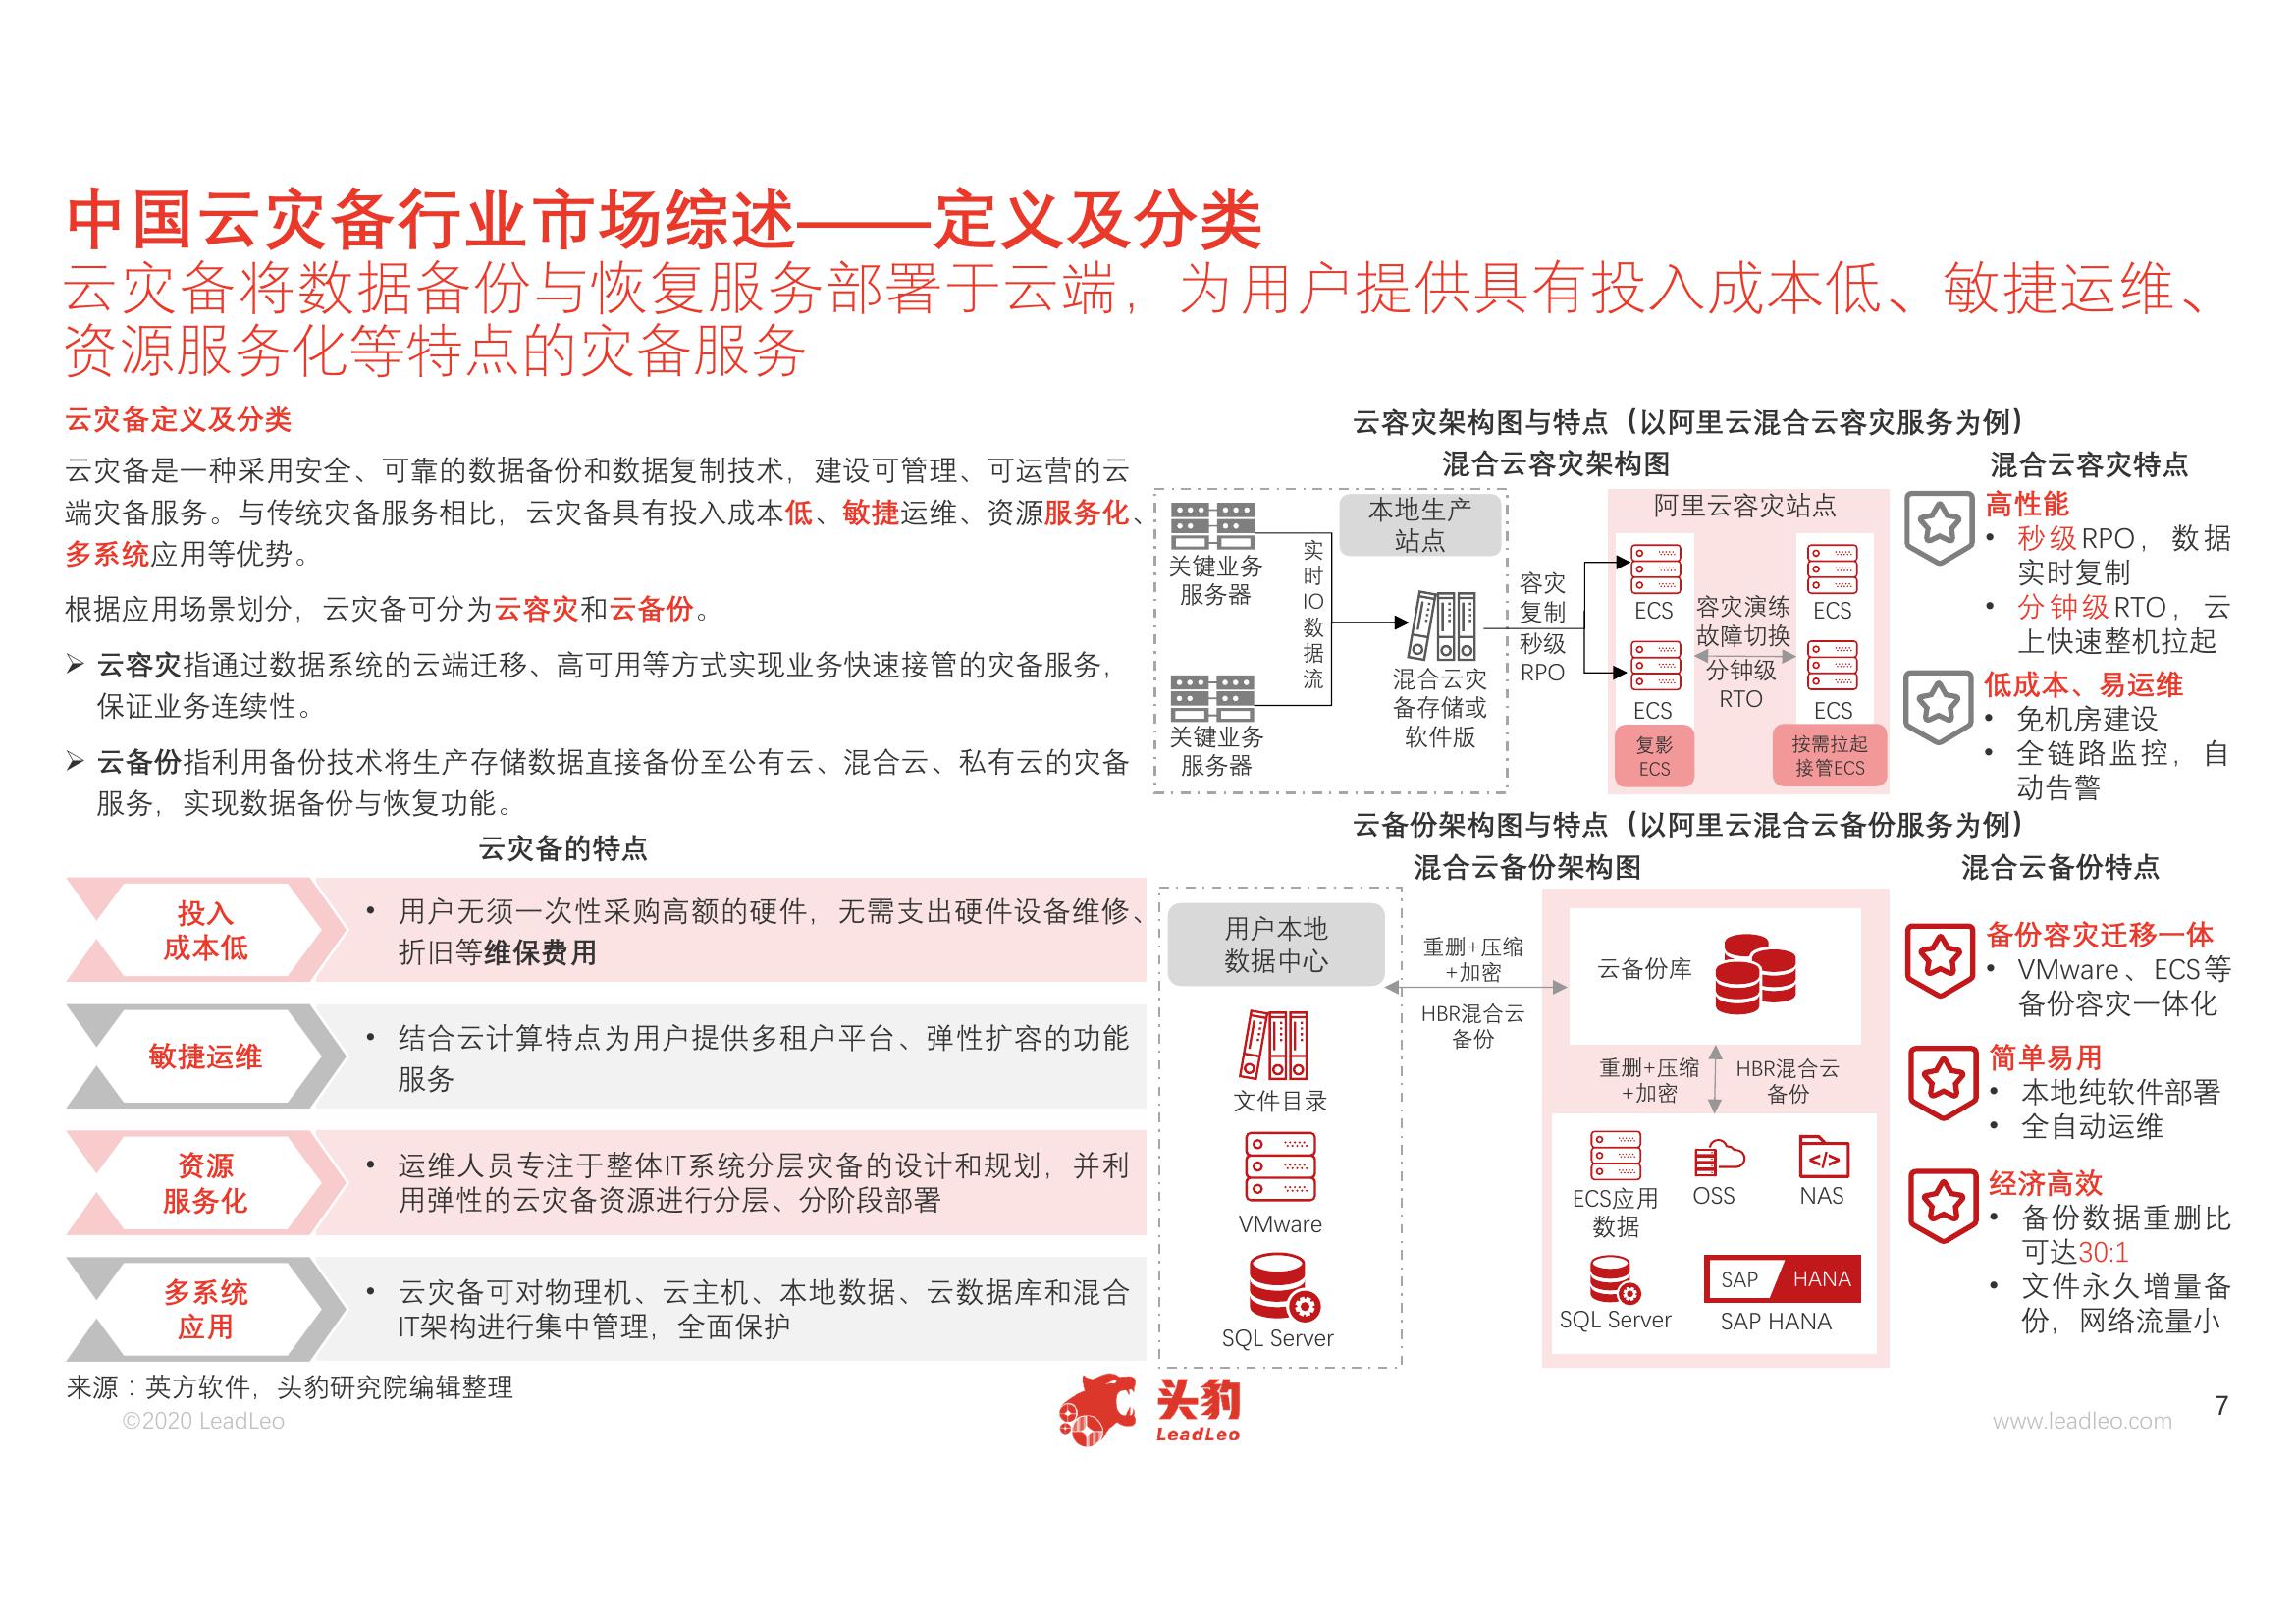 中国云灾备行业市场综述——定义及分类
云灾备将数据备份与恢复服务部署于云端，为用户提供具有投入成本低、敏捷运维、
资源服务化等特点的灾备服务
云灾备定义及分类
云灾备是一种采用安全、可靠的数据备份和数据复制技术，建设可管理、可运营的云
端灾备服务。与传统灾备服务相比，云灾备具有投入成本低、敏捷运维、资源服务化、
多系统应用等优势。
根据应用场景划分，云灾备可分为云容灾和云备份。
➢ 云容灾指通过数据系统的云端迁移、高可用等方式实现业务快速接管的灾备服务，
保证业务连续性。
➢ 云备份指利用备份技术将生产存储数据直接备份至公有云、混合云、私有云的灾备
服务，实现数据备份与恢复功能。
云灾备的特点
投入
成本低
• 用户无须一次性采购高额的硬件，无需支出硬件设备维修、
折旧等维保费用
敏捷运维
• 结合云计算特点为用户提供多租户平台、弹性扩容的功能
服务
资源
服务化
• 运维人员专注于整体IT系统分层灾备的设计和规划，并利
用弹性的云灾备资源进行分层、分阶段部署
多系统
应用
• 云灾备可对物理机、云主机、本地数据、云数据库和混合
IT架构进行集中管理，全面保护
云容灾架构图与特点（以阿里云混合云容灾服务为例）
混合云容灾架构图
本地生产
站点
关键业务
服务器
关键业务
服务器
实
时
IO
数
据
流
混合云灾
备存储或
软件版
容灾
复制
秒级
RPO
阿里云容灾站点
ECS
ECS
复影
ECS
容灾演练
故障切换
分钟级
RTO
ECS
ECS
按需拉起
接管ECS
混合云容灾特点
高性能
• 秒级RPO，数据
实时复制
• 分钟级RTO，云
上快速整机拉起
低成本、易运维
• 免机房建设
• 全链路监控，自
动告警
云备份架构图与特点（以阿里云混合云备份服务为例）
混合云备份架构图
用户本地
数据中心
文件目录
VMware
SQL Server
重删+压缩
+加密
HBR混合云
备份
云备份库
重删+压缩
+加密
HBR混合云
备份
ECS应用
数据
OSS
</>
NAS
SQL Server
SAP HANA
SAP HANA
混合云备份特点
备份容灾迁移一体
• VMware、ECS等
备份容灾一体化
简单易用
• 本地纯软件部署
• 全自动运维
经济高效
• 备份数据重删比
可达30:1
• 文件永久增量备
份，网络流量小
来源：英方软件，头豹研究院编辑整理
©2020 LeadLeo
头豹
LeadLeo
www.leadleo.com
7